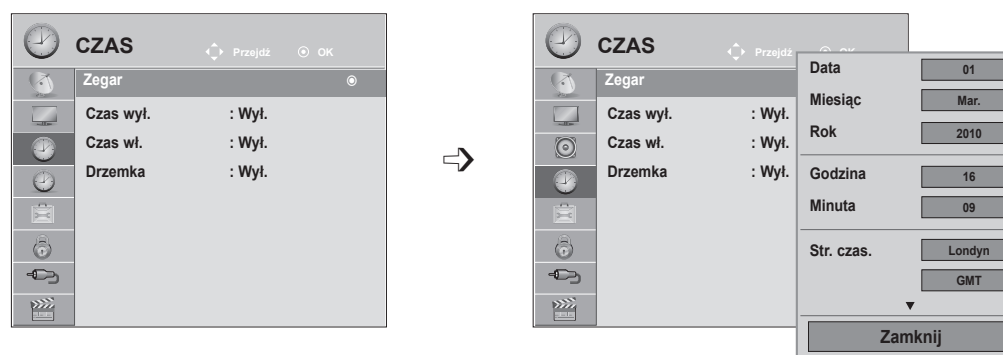 CZAS
Przejdź OK
Zegar
Czas wył. : Wył.
Czas wł. : Wył.
Drzemka : Wył.
CZAS
Przejdź
Zegar
Czas wył. : Wył.
Czas wł. : Wył.
Drzemka : Wył.
Data 01
Miesiąc Mar.
Rok 2010
Godzina 16
Minuta 09
Str. czas. Londyn
GMT
Zamknij